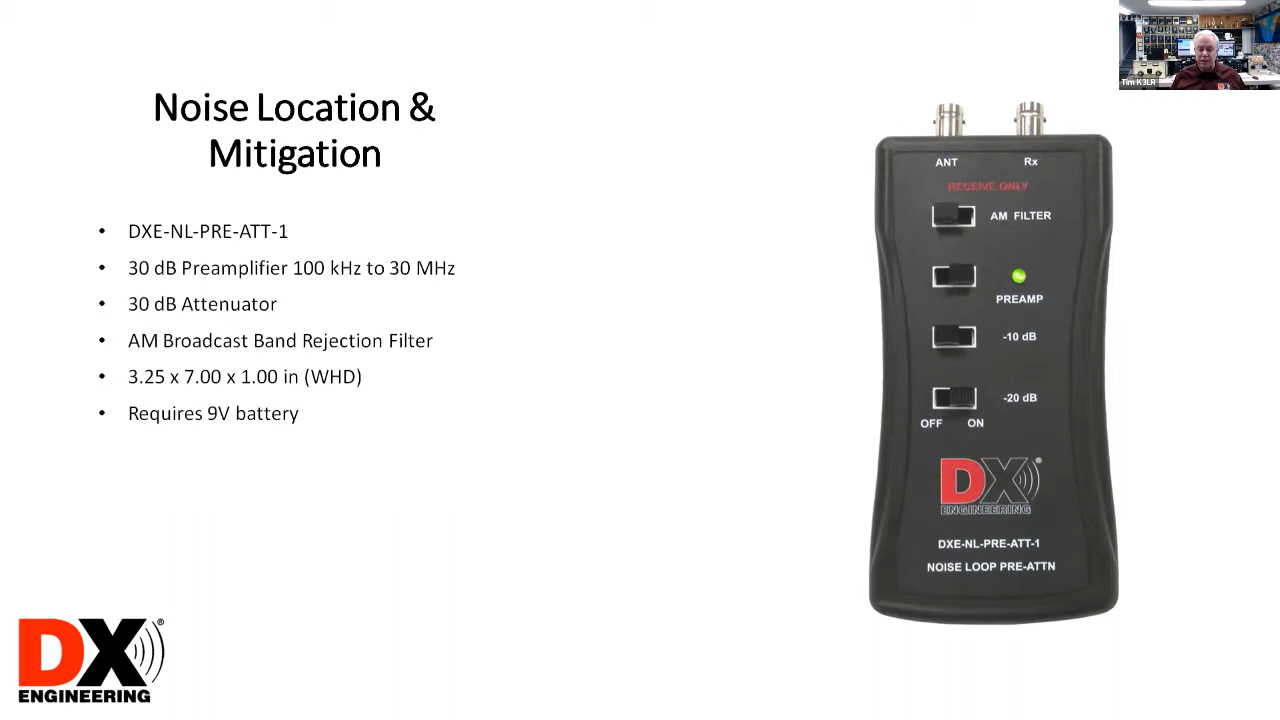 Tim K3LR
Noise Location &
Mitigation
• DXE-NL-PRE-ATT-1
• 30 dB Preamplifier 100 kHz to 30 MHz
• 30 dB Attenuator
• AM Broadcast Band Rejection Filter
• 3.25 x 7.00 x 1.00 in (WHD)
• Requires 9V battery
ANT Rx
RECEIVE ONLY
AM FILTER
PREAMP
-10 dB
-20 dB
OFF ON
DX®
ENGINEERING
DXE-NL-PRE-ATT-1
NOISE LOOP PRE-ATTN
DX®
ENGINEERING